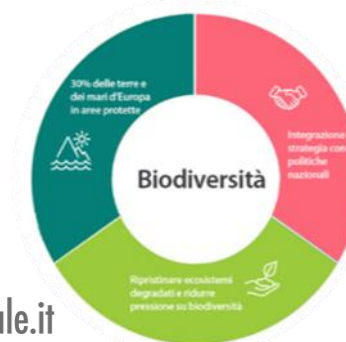 30% delle terre e
dei mari d'Europa
in aree protette
Integrazione
strategia con
politiche
nazionali
Biodiversità
Ripristinare ecosistemi
degradati e ridurre
pressione su biodiversità
ale.it